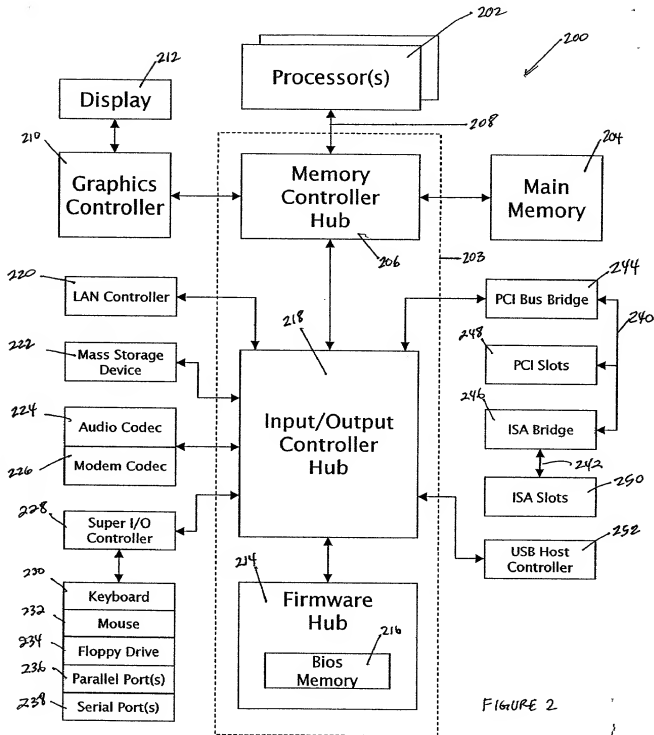 202
200
Processor(s)
212
Display
208
210
204
Graphics
Controller
Memory
Controller
Hub
Main
Memory
206
203
220
LAN Controller
218
244
PCI Bus Bridge
240
222
Mass Storage
Device
248
PCI Slots
224
Audio Codec
Input/Output
Controller
Hub
246
ISA Bridge
226
Modem Codec
242
228
Super I/O
Controller
250
ISA Slots
252
USB Host
Controller
230
Keyboard
214
Firmware
Hub
232
Mouse
234
Floppy Drive
216
Bios
Memory
236
Parallel Port(s)
238
Serial Port(s)
FIGURE 2